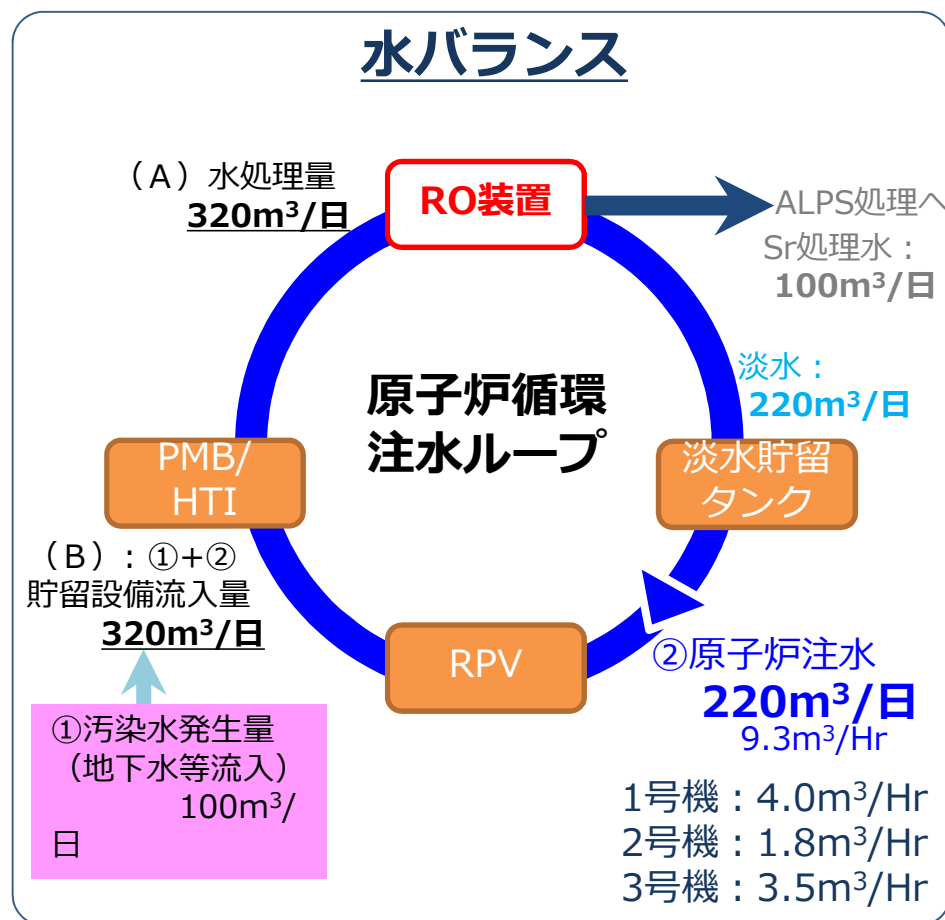 水バランス
（A）水処理量
320m³/日
RO装置
ALPS処理へ
Sr処理水：
100m³/日
淡水：
220m³/日
原子炉循環
注水ループ
PMB/
HTI
淡水貯留
タンク
（B）: ①+②
貯留設備流入量
320m³/日
RPV
②原子炉注水
220m³/日
9.3m³/Hr
①汚染水発生量
（地下水等流入）
100m³/
日
1号機：4.0m³/Hr
2号機：1.8m³/Hr
3号機：3.5m³/Hr